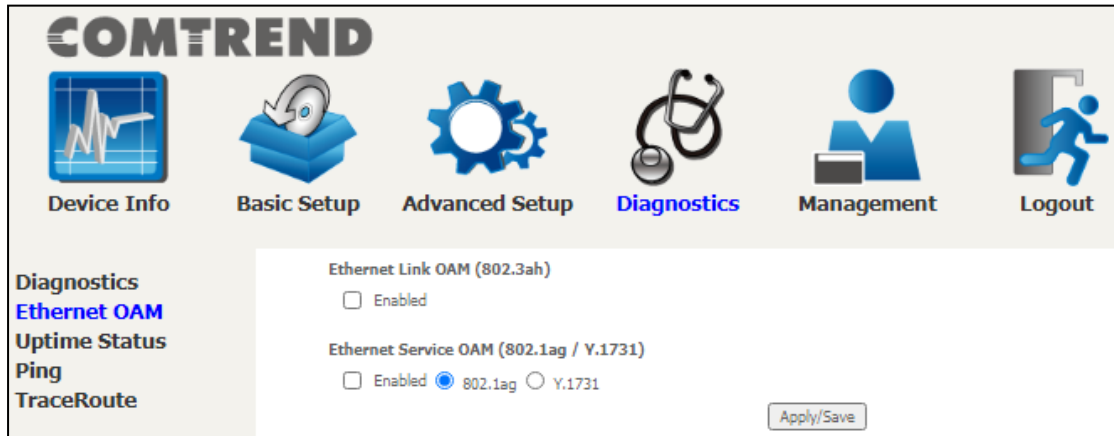 COMTREND
Device Info Basic Setup Advanced Setup Diagnostics Management Logout
Diagnostics
Ethernet OAM
Uptime Status
Ping
TraceRoute
Ethernet Link OAM (802.3ah)
Enabled
Ethernet Service OAM (802.1ag / Y.1731)
Enabled 802.1ag Y.1731
Apply/Save